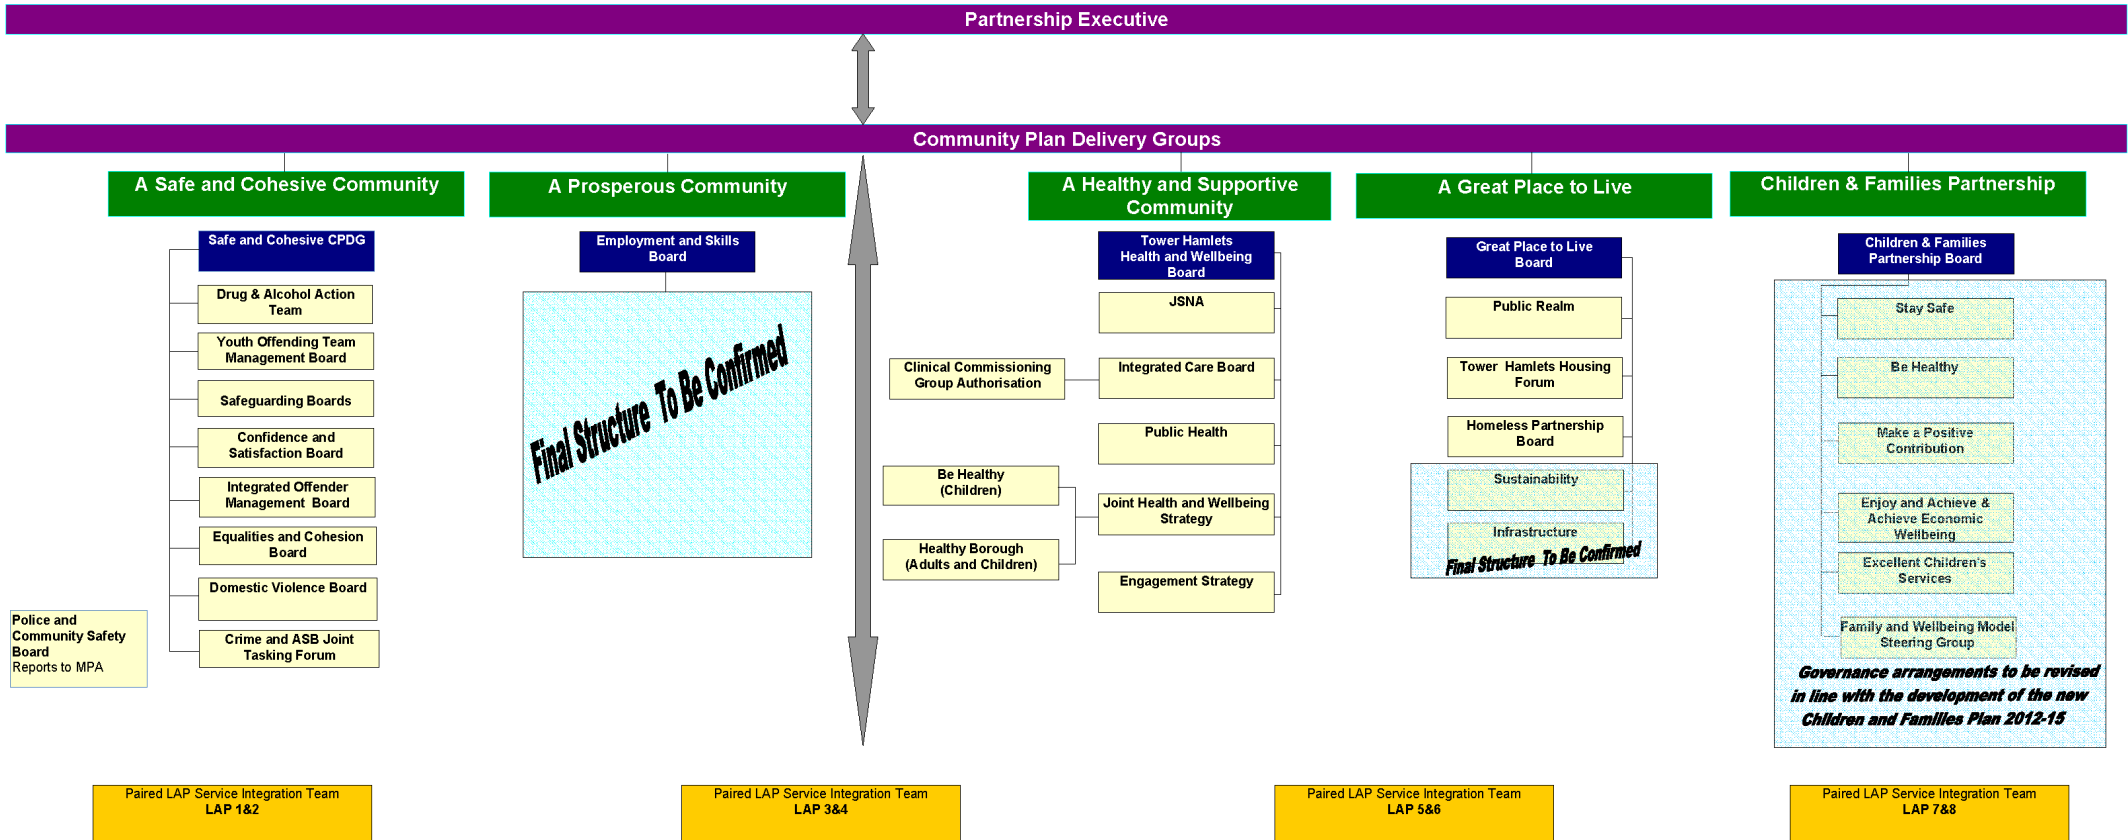 Partnership Executive
Community Plan Delivery Groups
A Safe and Cohesive Community
Safe and Cohesive CPDG
Drug & Alcohol Action
Team
Youth Offending Team
Management Board
Safeguarding Boards
Confidence and
Satisfaction Board
Integrated Offender
Management Board
Equalities and Cohesion
Board
Domestic Violence Board
Crime and ASB Joint
Tasking Forum
Police and
Community Safety
Board
Reports to MPA
A Prosperous Community
Employment and Skills
Board
Final Structure To Be Confirmed
A Healthy and Supportive
Community
Tower Hamlets
Health and Wellbeing
Board
JSNA
Clinical Commissioning
Group Authorisation
Integrated Care Board
Public Health
Be Healthy
(Children)
Joint Health and Wellbeing
Strategy
Healthy Borough
(Adults and Children)
Engagement Strategy
A Great Place to Live
Great Place to Live
Board
Public Realm
Tower Hamlets Housing
Forum
Homeless Partnership
Board
Sustainability
Infrastructure
Final Structure To Be Confirmed
Children & Families Partnership
Children & Families
Partnership Board
Stay Safe
Be Healthy
Make a Positive
Contribution
Enjoy and Achieve &
Achieve Economic
Wellbeing
Excellent Children's
Services
Family and Wellbeing Model
Steering Group
Governance arrangements to be revised
in line with the development of the new
Children and Families Plan 2012-15
Paired LAP Service Integration Team
LAP 1&2
Paired LAP Service Integration Team
LAP 3&4
Paired LAP Service Integration Team
LAP 5&6
Paired LAP Service Integration Team
LAP 7&8